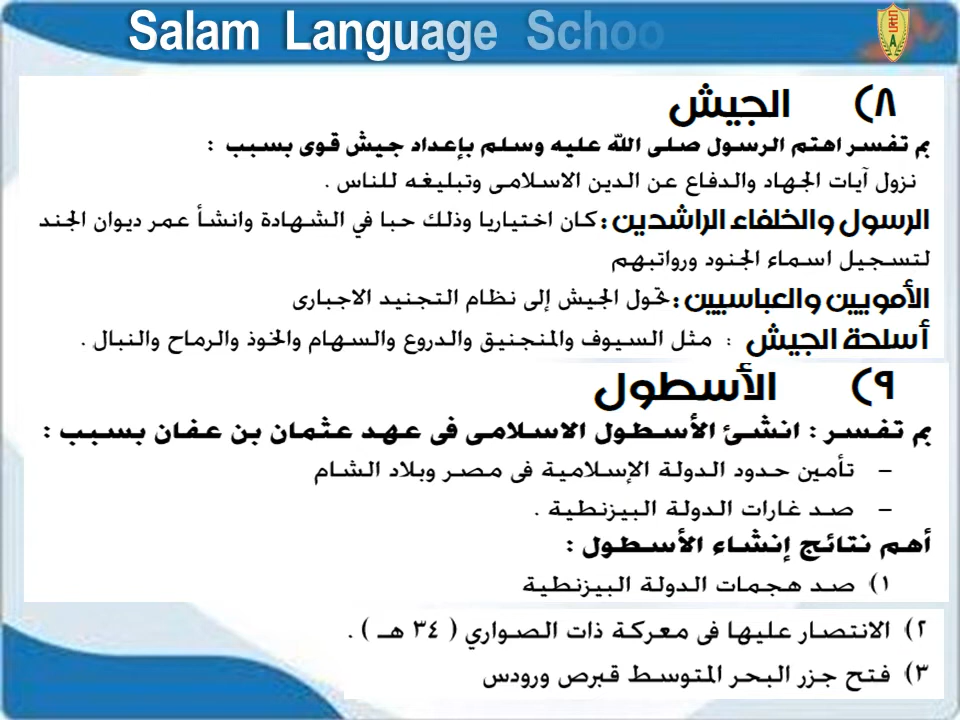 Salam Language Schoo
٨) الجيش
بم تفسر اهتم الرسول صلى الله عليه وسلم بإعداد جيش قوى بسبب :
نزول آيات الجهاد والدفاع عن الدين الاسلامى وتبليغه للناس .
الرسول والخلفاء الراشدين: كان اختياريا وذلك حبا في الشهادة وانشأ عمر ديوان الجند
لتسجيل اسماء الجنود ورواتبهم
الأمويين والعباسيين: تحول الجيش إلى نظام التجنيد الاجبارى
أسلحة الجيش : مثل السيوف والمنجنيق والدروع والسهام والخوذ والرماح والنبال .
٩) الأسطول
بم تفسر : انشئ الأسطول الاسلامى فى عهد عثمان بن عفان بسبب :
- تأمين حدود الدولة الإسلامية فى مصر وبلاد الشام
- صد غارات الدولة البيزنطية .
أهم نتائج إنشاء الأسطول :
١) صد هجمات الدولة البيزنطية
٢) الانتصار عليها فى معركة ذات الصواري ( ٣٤ هـ ) .
٣) فتح جزر البحر المتوسط قبرص ورودس